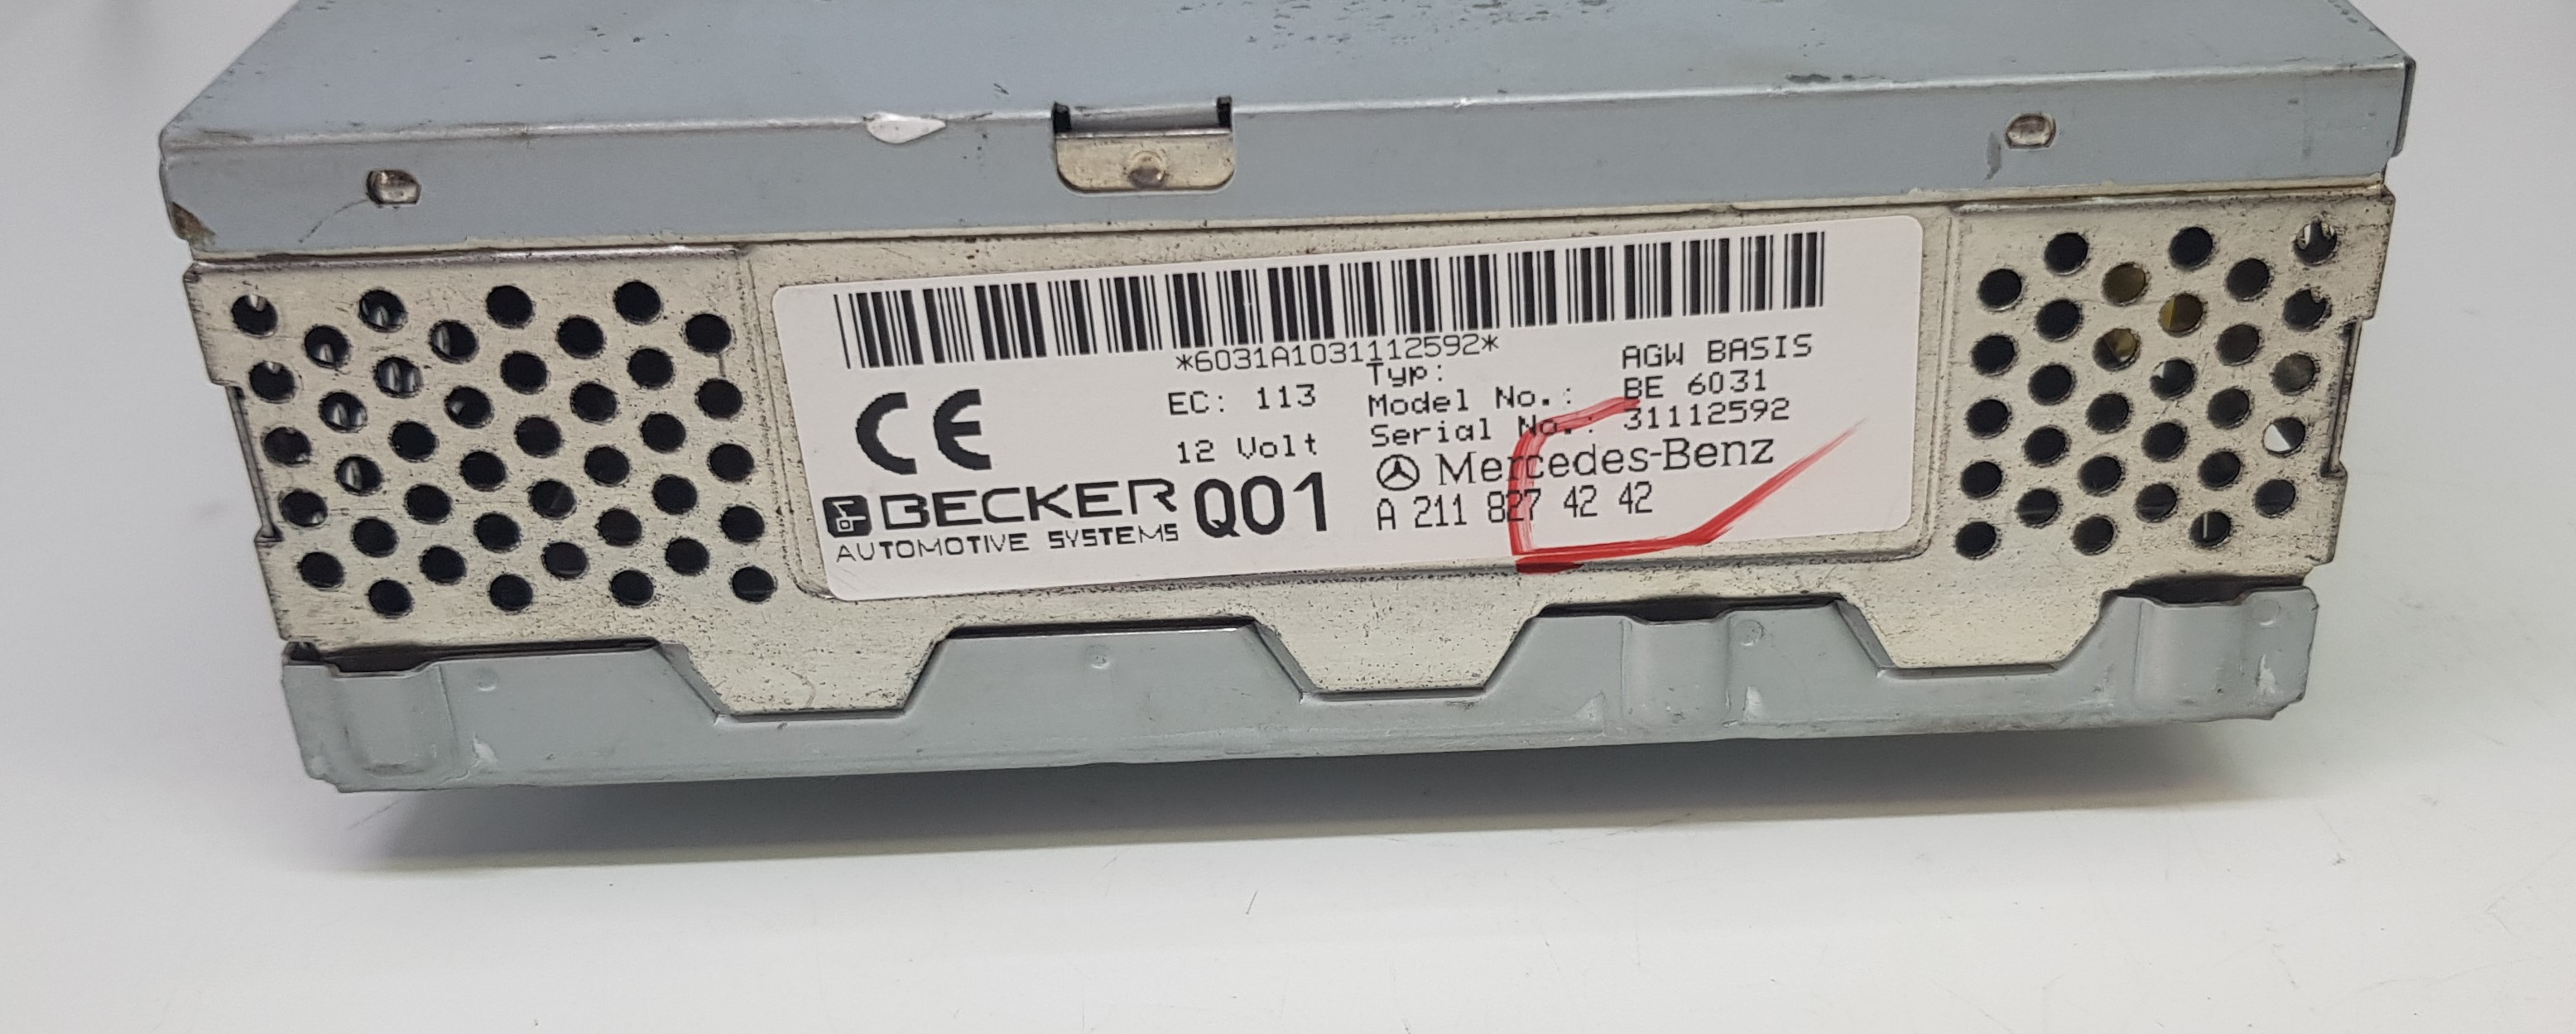 *6031A1031112592*
EC: 113
12 Volt
Typ: AGW BASIS
Model No.: BE 6031
Serial No.: 31112592
Mercedes-Benz
A 211 827 42 42
CE
BECKER
AUTOMOTIVE SYSTEMS
Q01